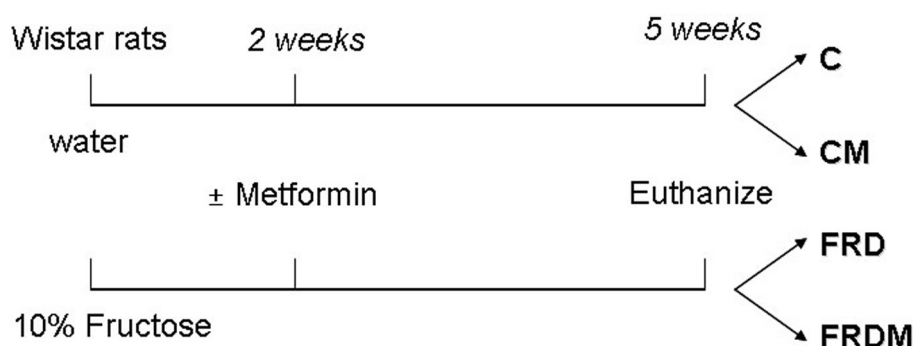 Wistar rats 2 weeks 5 weeks
C
water
CM
± Metformin Euthanize
FRD
10% Fructose
FRDM